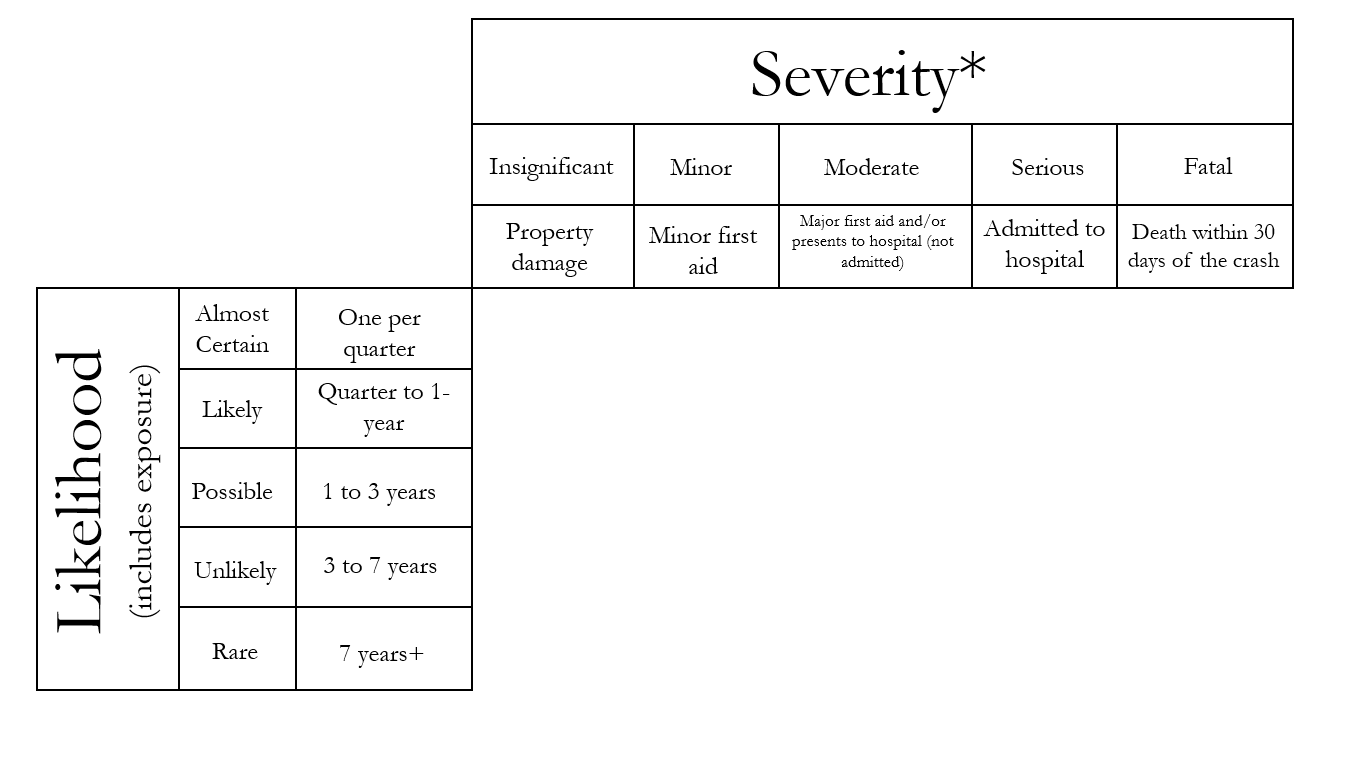 Severity*
Insignificant
Minor
Moderate
Serious
Fatal
Property
damage
Minor first
aid
Major first aid and/or
presents to hospital (not
admitted)
Admitted to
hospital
Death within 30
days of the crash
Likelihood
(includes exposure)
Almost
Certain
One per
quarter
Likely
Quarter to 1-
year
Possible
1 to 3 years
Unlikely
3 to 7 years
Rare
7 years+